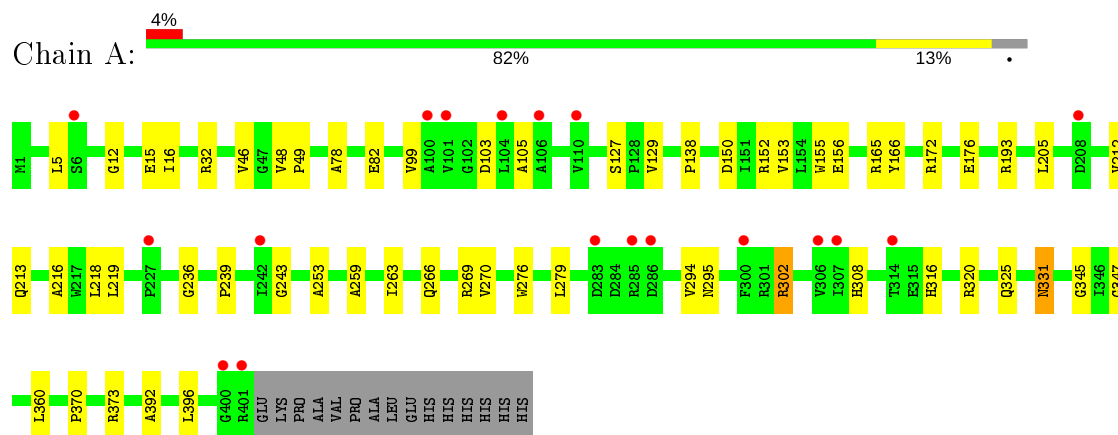 4%
Chain A:
82% 13% •
M1 L5 S6 G12 E15 I16 R32 V46 G47 V48 P49 A78 E82 V99 A100 V101 G102 D103 L104 A105 A106 V110 S127 P128 V129 P138 D150 I151 R152 V153 L154 W155 E156 R165 Y166 R172 E176 R193 L205 D208
Q213 A216 W217 L218 L219 P227 G236 P239 I242 G243 A253 A259 I263 Q266 R269 V270 W276 L279 D283 D284 R285 D286 V294 N295 F300 R301 R302 V306 I307 H308 T314 E315 H316 R320 Q325 N331 G345 I346
L360 P370 R373 A392 L396 G400 R401 GLU LYS PRO ALA VAL PRO ALA LEU GLU HIS HIS HIS HIS HIS HIS